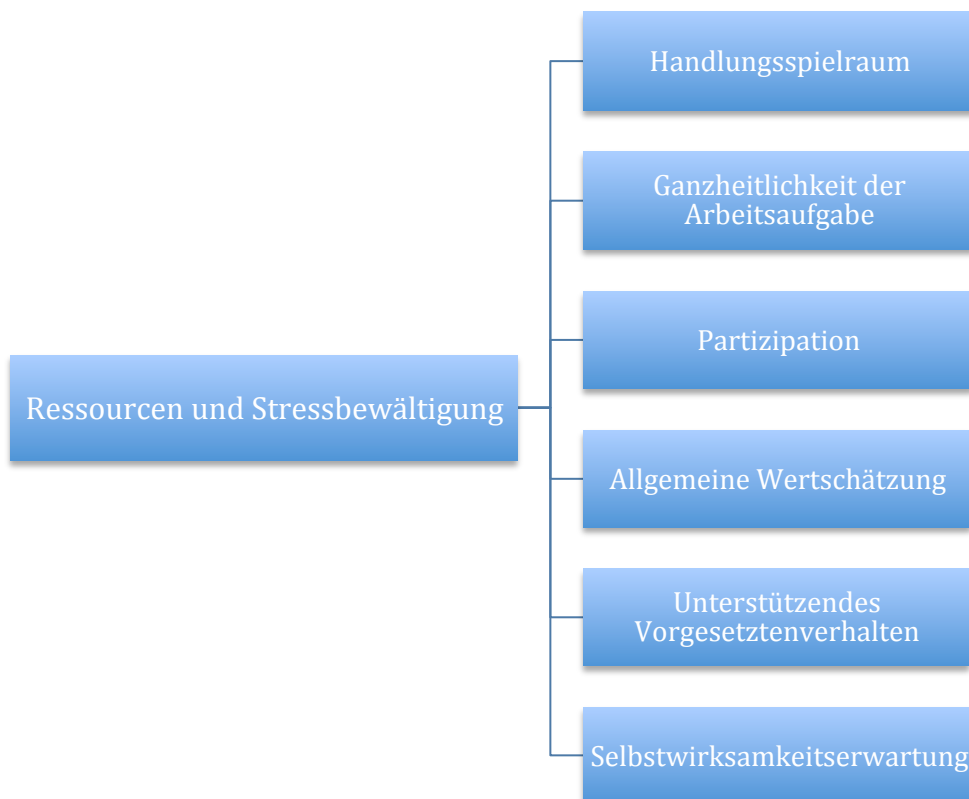 Handlungsspielraum
Ganzheitlichkeit der
Arbeitsaufgabe
Partizipation
Ressourcen und Stressbewältigung
Allgemeine Wertschätzung
Unterstützendes
Vorgesetztenverhalten
Selbstwirksamkeitserwartung